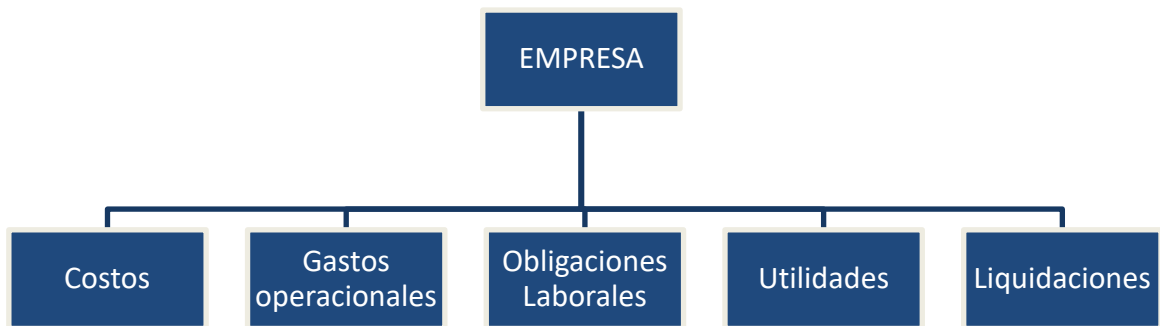 EMPRESA
Costos
Gastos
operacionales
Obligaciones
Laborales
Utilidades
Liquidaciones